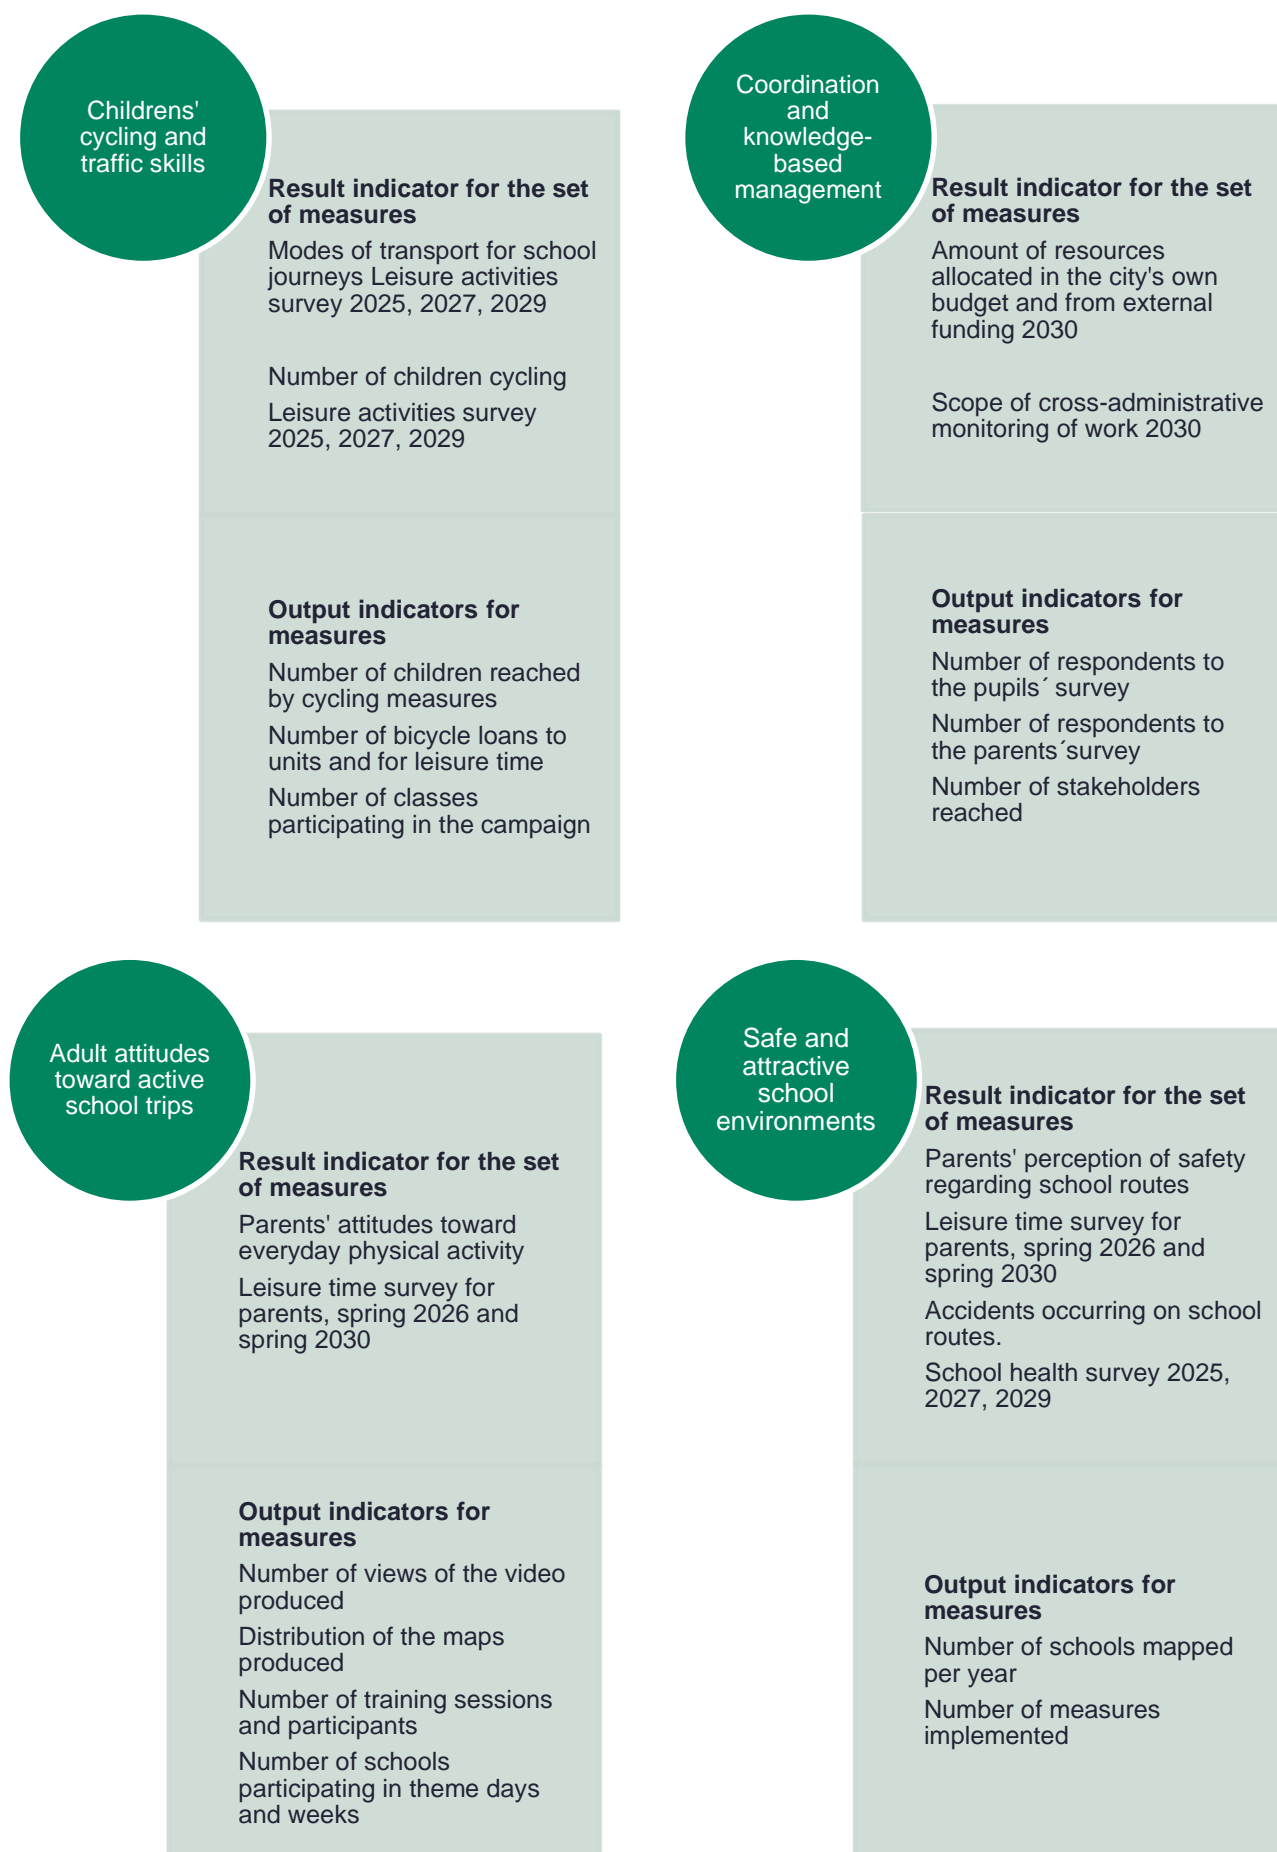 Childrens'
cycling and
traffic skills
Result indicator for the set
of measures
Modes of transport for school
journeys Leisure activities
survey 2025, 2027, 2029
Number of children cycling
Leisure activities survey
2025, 2027, 2029
Output indicators for
measures
Number of children reached
by cycling measures
Number of bicycle loans to
units and for leisure time
Number of classes
participating in the campaign
Coordination
and
knowledge-
based
management
Result indicator for the set
of measures
Amount of resources
allocated in the city's own
budget and from external
funding 2030
Scope of cross-administrative
monitoring of work 2030
Output indicators for
measures
Number of respondents to
the pupils´ survey
Number of respondents to
the parents´survey
Number of stakeholders
reached
Adult attitudes
toward active
school trips
Result indicator for the set
of measures
Parents' attitudes toward
everyday physical activity
Leisure time survey for
parents, spring 2026 and
spring 2030
Output indicators for
measures
Number of views of the video
produced
Distribution of the maps
produced
Number of training sessions
and participants
Number of schools
participating in theme days
and weeks
Safe and
attractive
school
environments
Result indicator for the set
of measures
Parents' perception of safety
regarding school routes
Leisure time survey for
parents, spring 2026 and
spring 2030
Accidents occurring on school
routes.
School health survey 2025,
2027, 2029
Output indicators for
measures
Number of schools mapped
per year
Number of measures
implemented